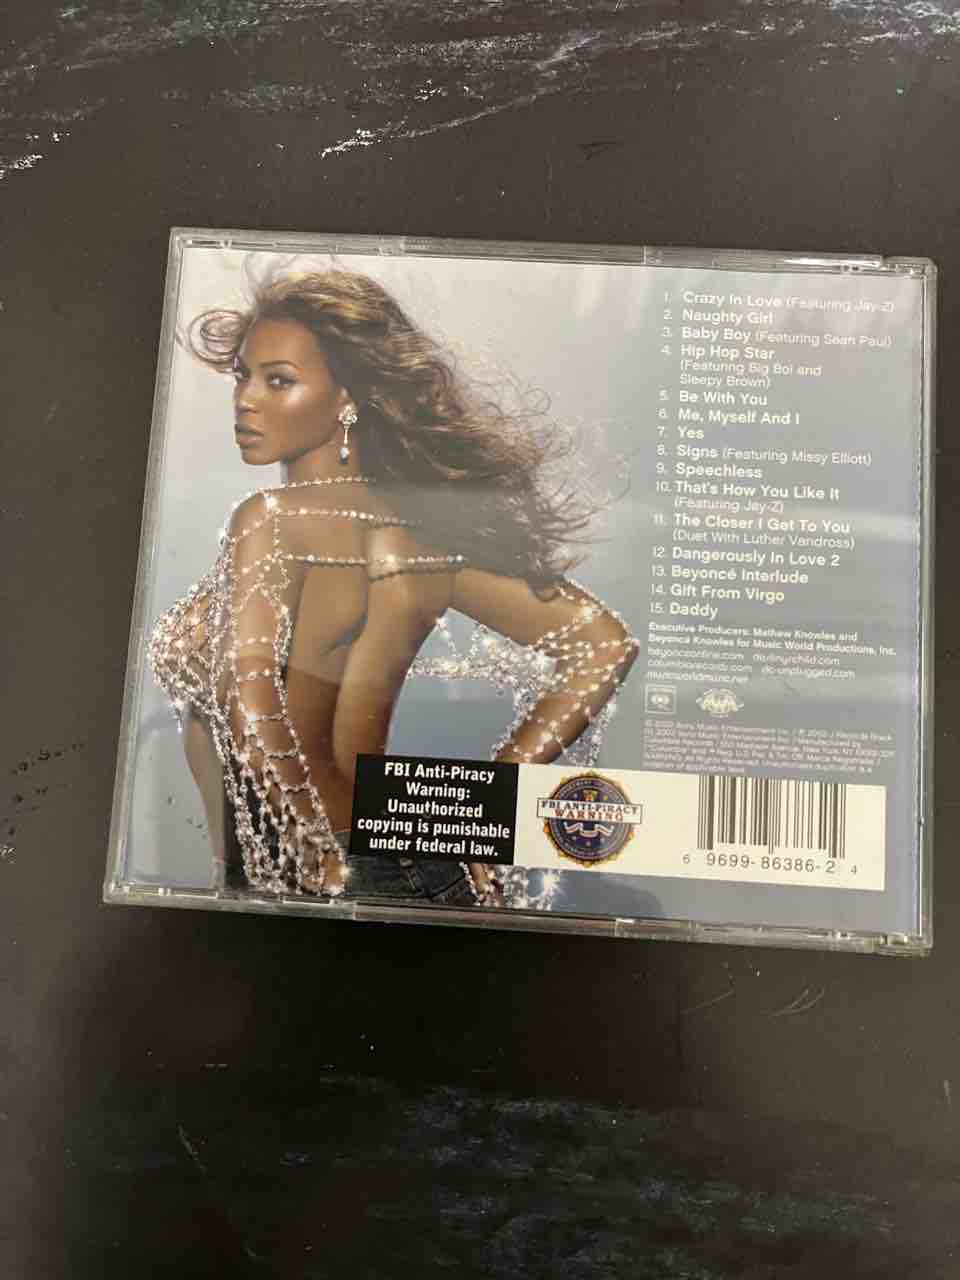 1. Crazy In Love (Featuring Jay-Z)
2. Naughty Girl
3. Baby Boy (Featuring Sean Paul)
4. Hip Hop Star
(Featuring Big Boi and
Sleepy Brown)
5. Be With You
6. Me, Myself And I
7. Yes
8. Signs (Featuring Missy Elliott)
9. Speechless
10. That's How You Like It
(Featuring Jay-Z)
11. The Closer I Get To You
(Duet With Luther Vandross)
12. Dangerously In Love 2
13. Beyoncé Interlude
14. Gift From Virgo
15. Daddy
Executive Producers: Mathew Knowles and
Beyoncé Knowles for Music World Productions, Inc.
beyonceonline.com destinyschild.com
columbiarecords.com dc-unplugged.com
musicworldmusic.net
FBI Anti-Piracy
Warning:
Unauthorized
copying is punishable
under federal law.
FBI ANTI-PIRACY
WARNING
6 9699-86386-2 4